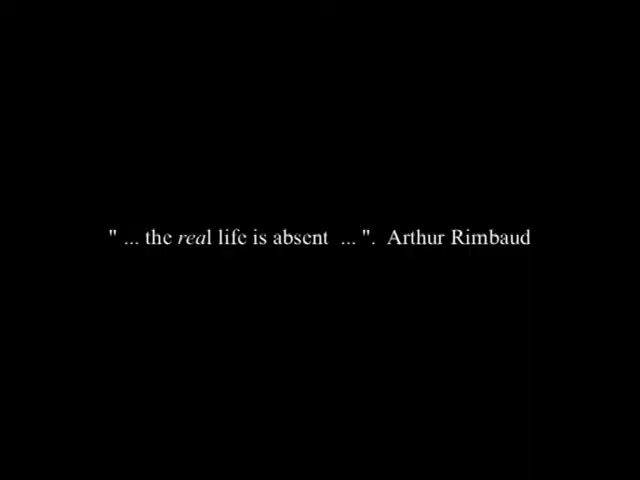 " ... the real life is absent ... ". Arthur Rimbaud